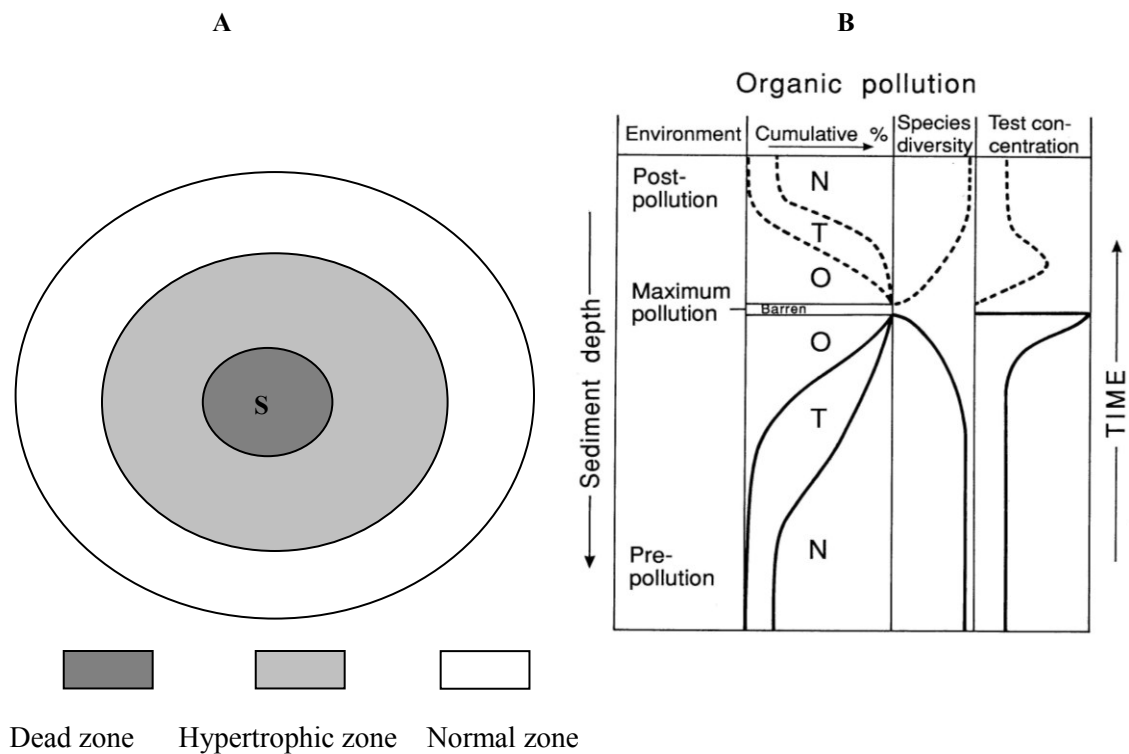 A
B
Organic pollution
Environment
Cumulative %
Species
diversity
Test con-
centration
Post-
pollution
N
T
O
Maximum
pollution
Barren
O
T
N
Pre-
pollution
Sediment depth
TIME
S
Dead zone
Hypertrophic zone
Normal zone